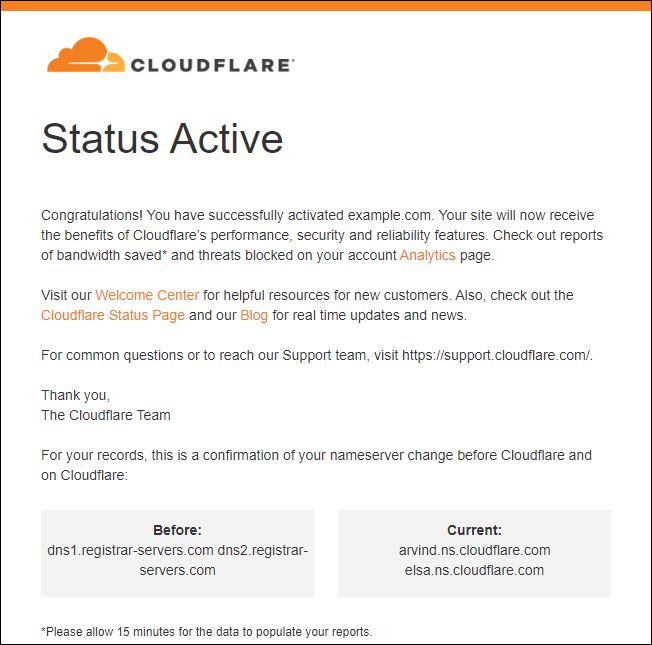 CLOUDFLARE
Status Active
Congratulations! You have successfully activated example.com. Your site will now receive
the benefits of Cloudflare's performance, security and reliability features. Check out reports
of bandwidth saved* and threats blocked on your account Analytics page.
Visit our Welcome Center for helpful resources for new customers. Also, check out the
Cloudflare Status Page and our Blog for real time updates and news.
For common questions or to reach our Support team, visit https://support.cloudflare.com/.
Thank you,
The Cloudflare Team
For your records, this is a confirmation of your nameserver change before Cloudflare and
on Cloudflare:
Before:
dns1.registrar-servers.com dns2.registrar-
servers.com
Current:
arvind.ns.cloudflare.com
elsa.ns.cloudflare.com
*Please allow 15 minutes for the data to populate your reports.